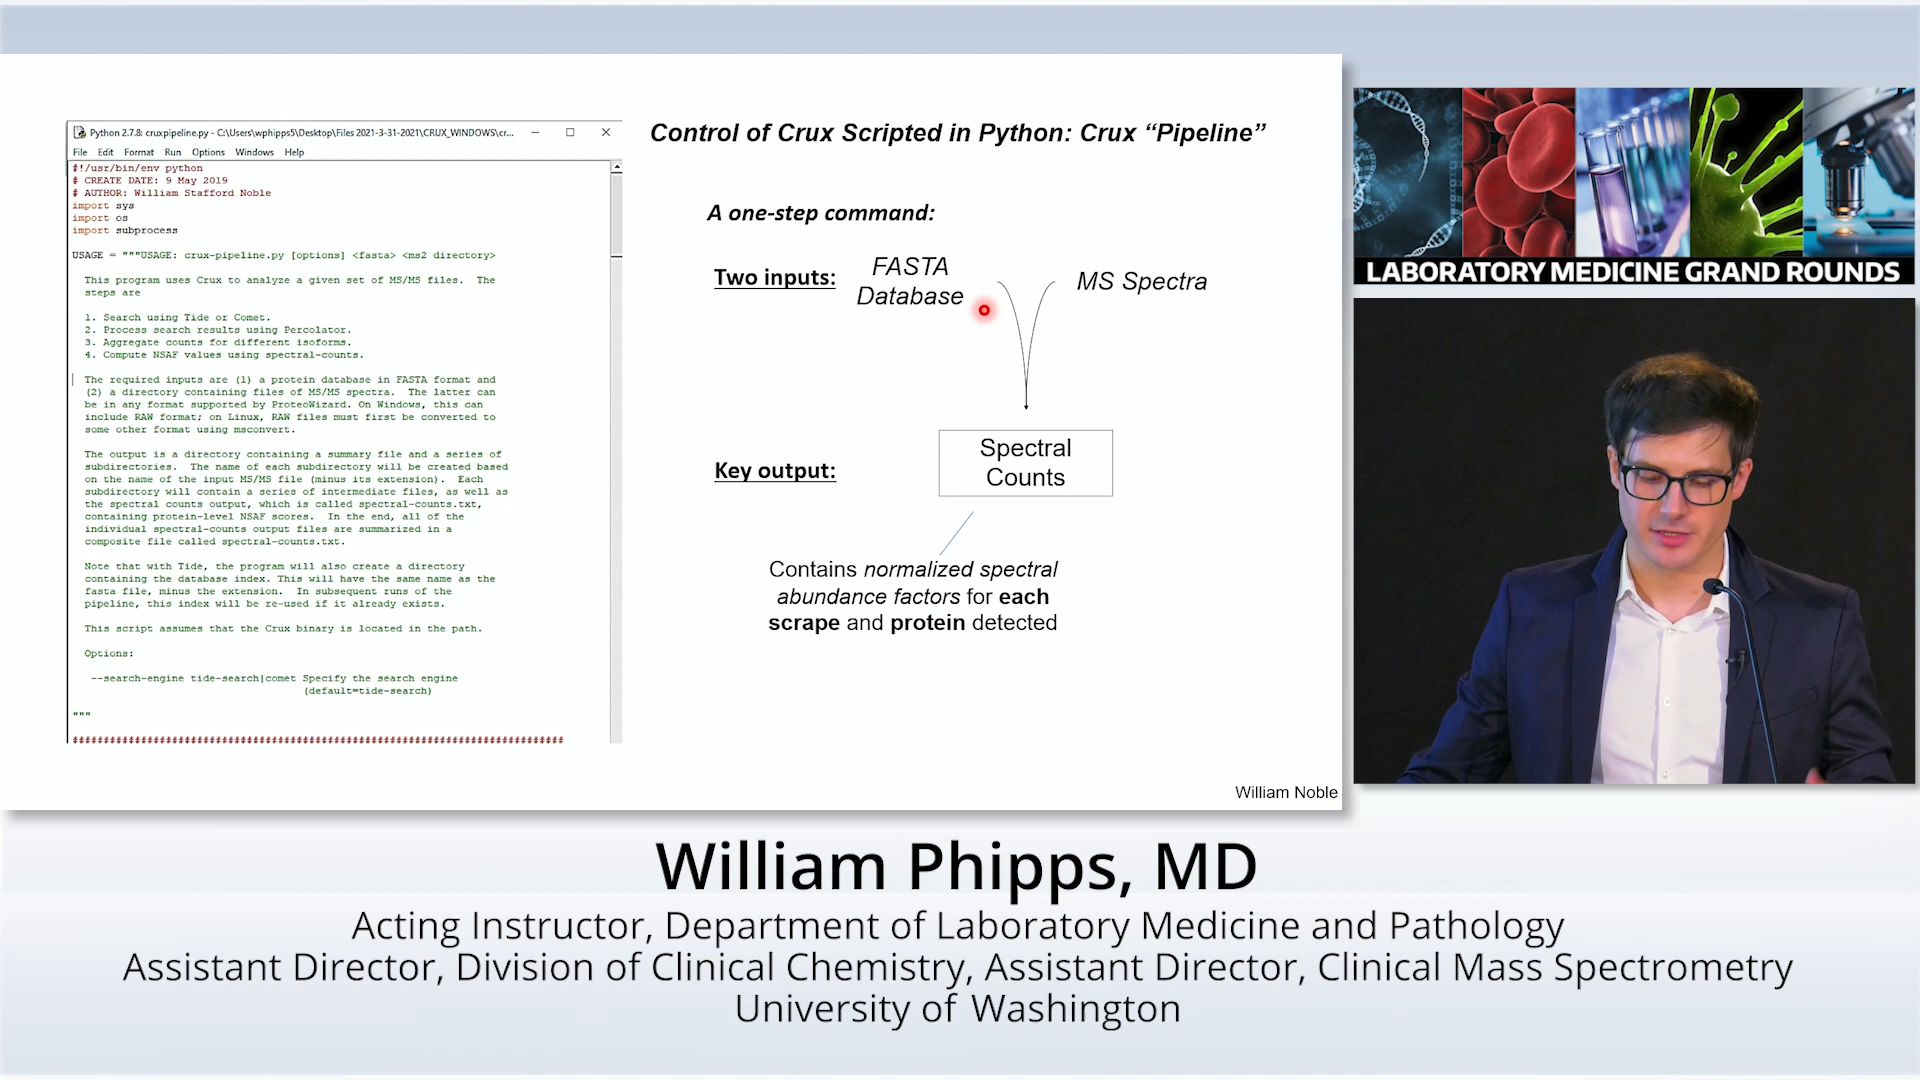 Python 2.7.8: cruxpipeline.py - C:\Users\wphipps5\Desktop\Files 2021-3-31-2021\CRUX_WINDOWS\cr...
File Edit Format Run Options Windows Help
#!/usr/bin/env python
# CREATE DATE: 9 May 2019
# AUTHOR: William Stafford Noble
import sys
import os
import subprocess
USAGE = """USAGE: crux-pipeline.py [options] <fasta> <ms2 directory>
This program uses Crux to analyze a given set of MS/MS files. The
steps are
1. Search using Tide or Comet.
2. Process search results using Percolator.
3. Aggregate counts for different isoforms.
4. Compute NSAF values using spectral-counts.
The required inputs are (1) a protein database in FASTA format and
(2) a directory containing files of MS/MS spectra. The latter can
be in any format supported by ProteoWizard. On Windows, this can
include RAW format; on Linux, RAW files must first be converted to
some other format using msconvert.
The output is a directory containing a summary file and a series of
subdirectories. The name of each subdirectory will be created based
on the name of the input MS/MS file (minus its extension). Each
subdirectory will contain a series of intermediate files, as well as
the spectral counts output, which is called spectral-counts.txt,
containing protein-level NSAF scores. In the end, all of the
individual spectral-counts output files are summarized in a
composite file called spectral-counts.txt.
Note that with Tide, the program will also create a directory
containing the database index. This will have the same name as the
fasta file, minus the extension. In subsequent runs of the
pipeline, this index will be re-used if it already exists.
This script assumes that the Crux binary is located in the path.
Options:
--search-engine tide-search|comet Specify the search engine
(default=tide-search)
"""
###############################################################################
Control of Crux Scripted in Python: Crux “Pipeline”
A one-step command:
Two inputs:
FASTA
Database
MS Spectra
Key output:
Spectral
Counts
Contains normalized spectral
abundance factors for each
scrape and protein detected
William Noble
LABORATORY MEDICINE GRAND ROUNDS
William Phipps, MD
Acting Instructor, Department of Laboratory Medicine and Pathology
Assistant Director, Division of Clinical Chemistry, Assistant Director, Clinical Mass Spectrometry
University of Washington